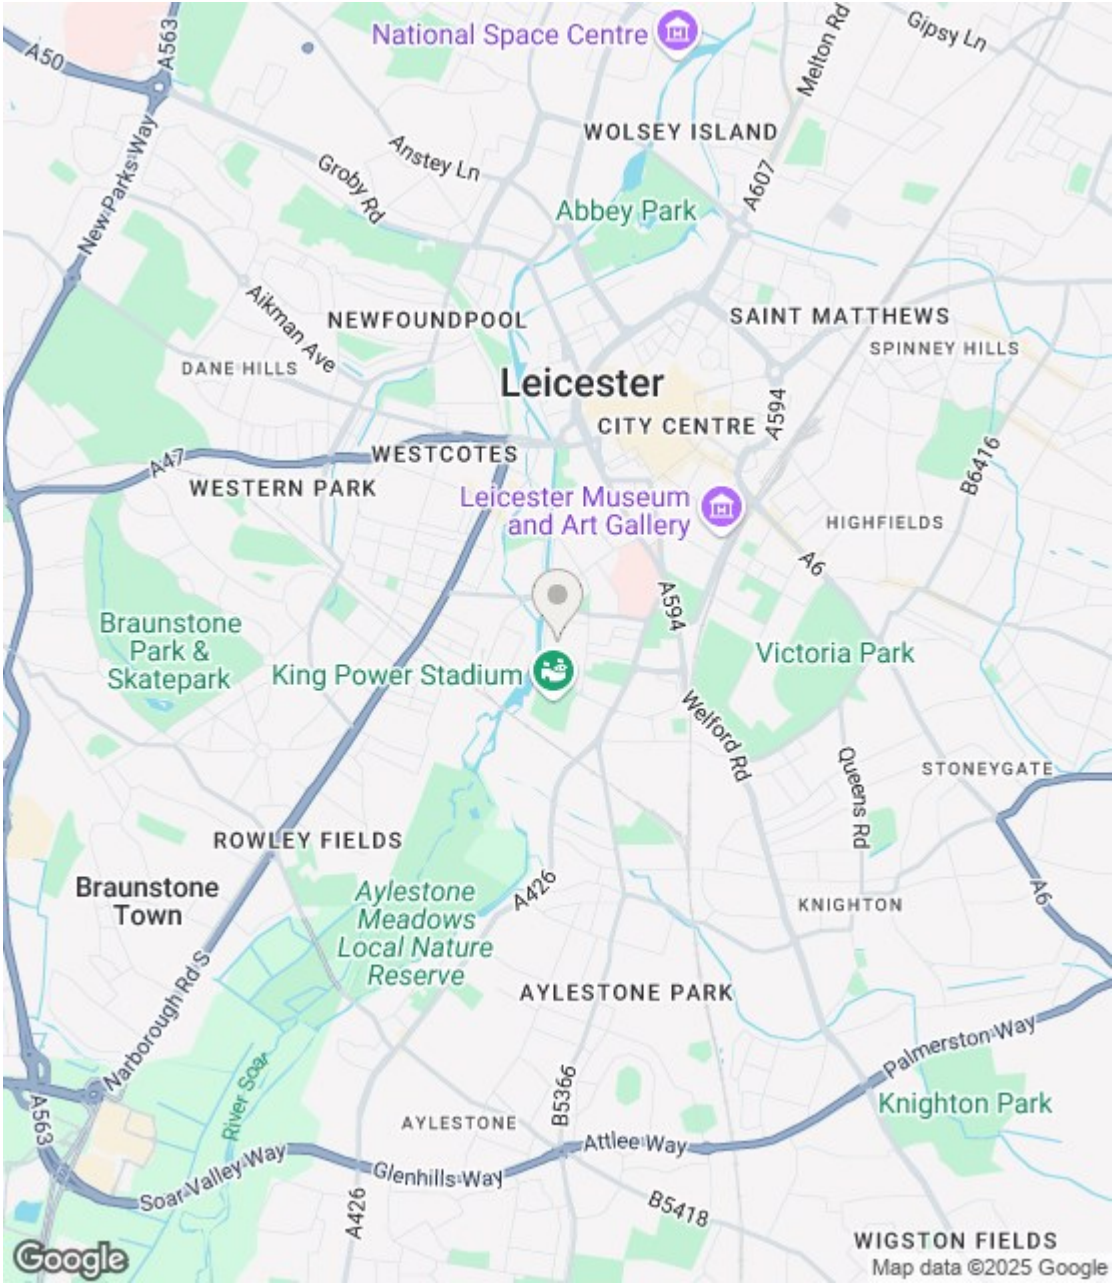 National Space Centre
A563
A50
Melton Rd
Gipsy Ln
WOLSEY ISLAND
Anstey Ln
Groby Rd
New Parks Way
A607
Abbey Park
Aikman Ave
NEWFOUNDPOOL
SAINT MATTHEWS
SPINNEY HILLS
DANE HILLS
Leicester
CITY CENTRE
A594
WESTCOTES
A47
WESTERN PARK
B6416
Leicester Museum
and Art Gallery
HIGHFIELDS
A6
A594
Braunstone
Park &
Skatepark
King Power Stadium
Victoria Park
Welford Rd
Queens Rd
STONEYGATE
ROWLEY FIELDS
Braunstone
Town
Aylestone
Meadows
Local Nature
Reserve
A426
KNIGHTON
A6
AYLESTONE PARK
Narborough Rd S
Palmerston Way
River Soar
A563
B5366
Knighton Park
AYLESTONE
Attlee Way
Soar Valley Way
Glenhills Way
A426
B5418
WIGSTON FIELDS
Google
Map data ©2025 Google